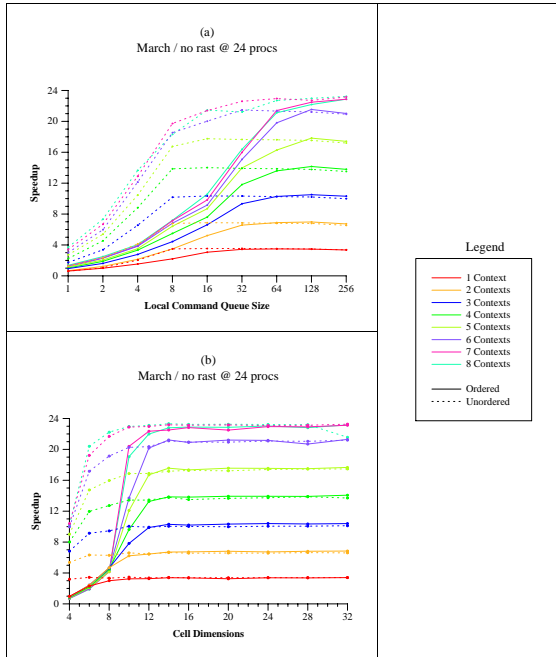 (a)
March / no rast @ 24 procs
24
20
16
12
8
4
0
Speedup
1 2 4 8 16 32 64 128 256
Local Command Queue Size
(b)
March / no rast @ 24 procs
24
20
16
12
8
4
0
Speedup
4 8 12 16 20 24 28 32
Cell Dimensions
Legend
1 Context
2 Contexts
3 Contexts
4 Contexts
5 Contexts
6 Contexts
7 Contexts
8 Contexts
Ordered
Unordered